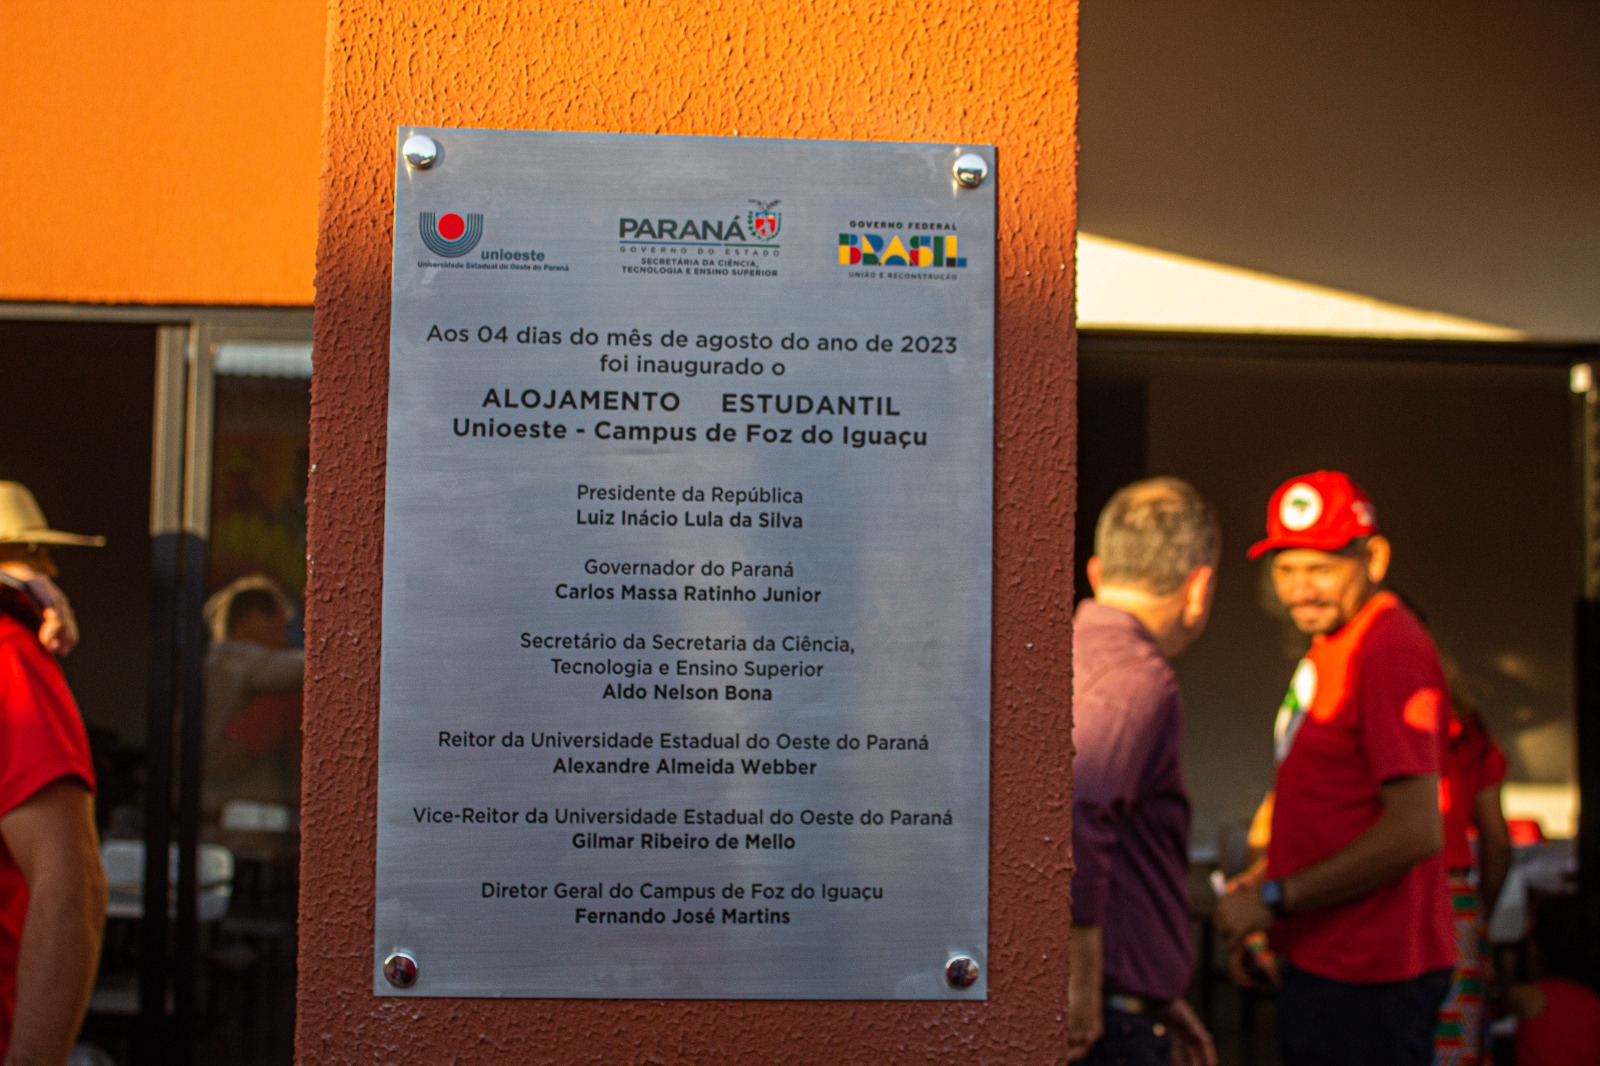 unioeste
Universidade Estadual do Oeste do Paraná
PARANÁ
GOVERNO DO ESTADO
SECRETARIA DA CIÊNCIA,
TECNOLOGIA E ENSINO SUPERIOR
GOVERNO FEDERAL
BRASIL
UNIÃO E RECONSTRUÇÃO
Aos 04 dias do mês de agosto do ano de 2023
foi inaugurado o
ALOJAMENTO ESTUDANTIL
Unioeste - Campus de Foz do Iguaçu
Presidente da República
Luiz Inácio Lula da Silva
Governador do Paraná
Carlos Massa Ratinho Junior
Secretário da Secretaria da Ciência,
Tecnologia e Ensino Superior
Aldo Nelson Bona
Reitor da Universidade Estadual do Oeste do Paraná
Alexandre Almeida Webber
Vice-Reitor da Universidade Estadual do Oeste do Paraná
Gilmar Ribeiro de Mello
Diretor Geral do Campus de Foz do Iguaçu
Fernando José Martins